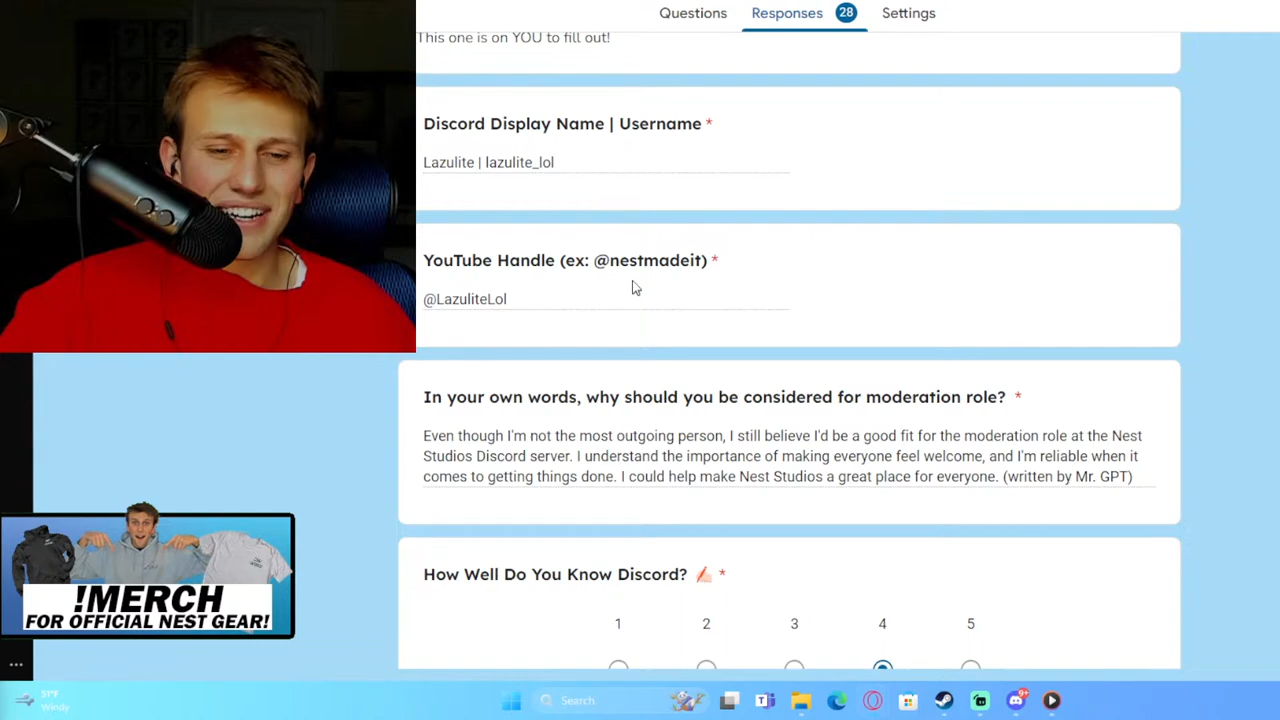 Questions
Responses
28
Settings
This one is on YOU to fill out!
Discord Display Name | Username *
Lazulite | lazulite_lol
YouTube Handle (ex: @nestmadeit) *
@LazuliteLol
In your own words, why should you be considered for moderation role? *
Even though I'm not the most outgoing person, I still believe I'd be a good fit for the moderation role at the Nest
Studios Discord server. I understand the importance of making everyone feel welcome, and I'm reliable when it
comes to getting things done. I could help make Nest Studios a great place for everyone. (written by Mr. GPT)
How Well Do You Know Discord? ✍🏻 *
1 2 3 4 5
!MERCH
FOR OFFICIAL NEST GEAR!
51°F
Windy
Search